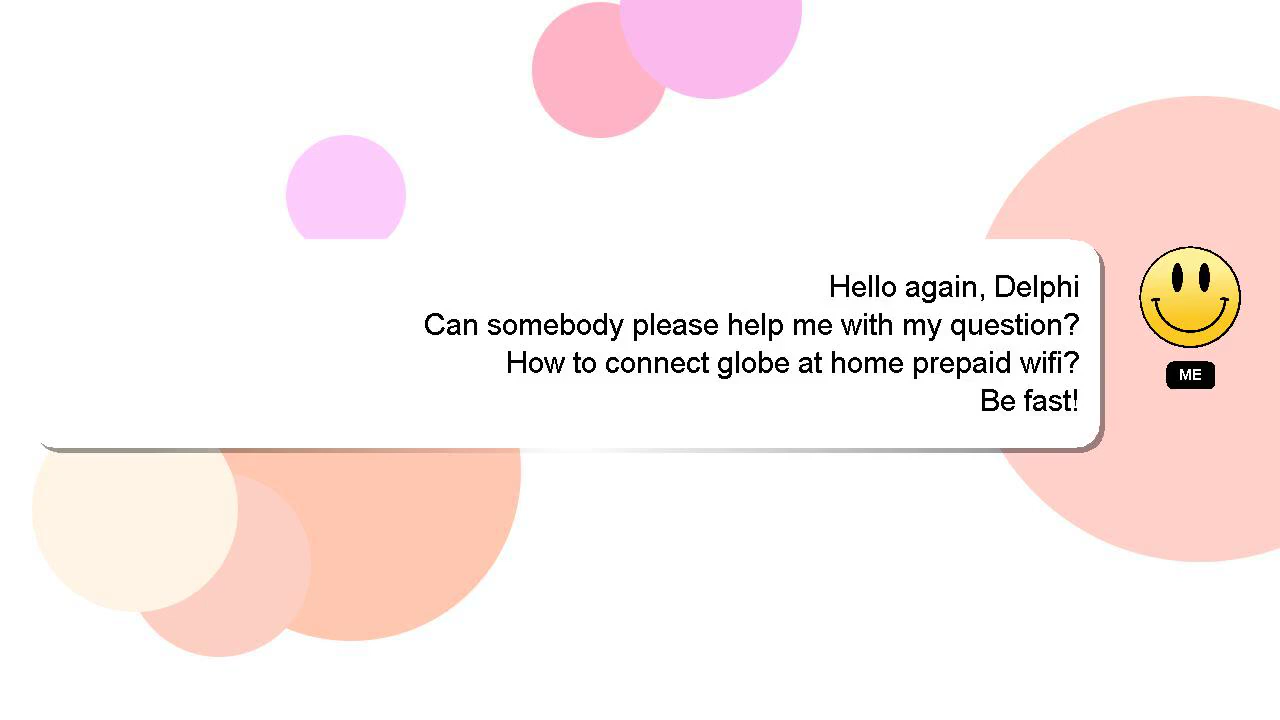 Hello again, Delphi
Can somebody please help me with my question?
How to connect globe at home prepaid wifi?
Be fast!
ME